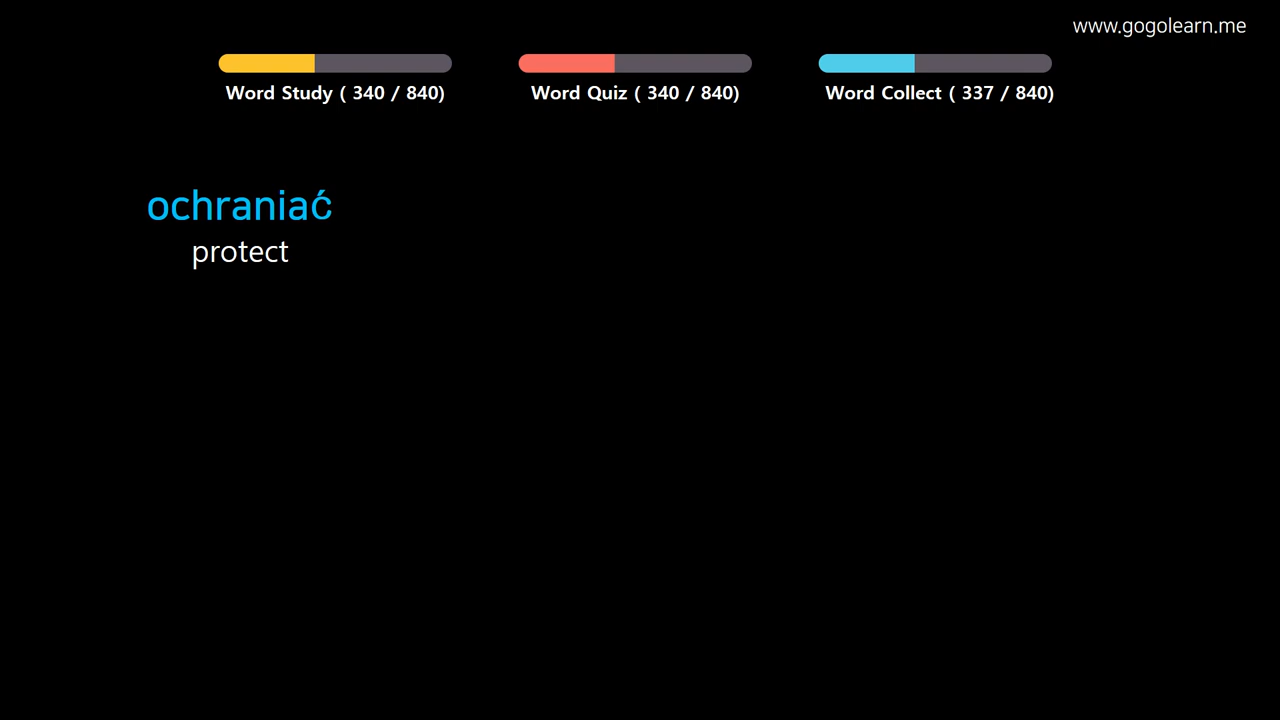 www.gogolearn.me
Word Study ( 340 / 840)
Word Quiz ( 340 / 840)
Word Collect ( 337 / 840)
ochraniać
protect